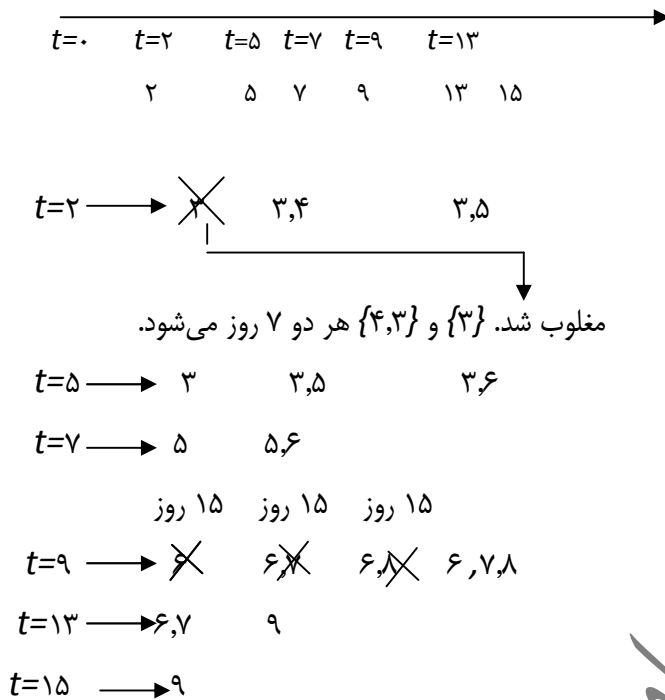 t=۰ t=۲ t=۵ t=۷ t=۹ t=۱۳
۲ ۵ ۷ ۹ ۱۳ ۱۵
t=۲ ۳,۴ ۳,۵
مغلوب شد. {۳} و {۴,۳} هر دو ۷ روز می‌شود.
t=۵ ۳ ۳,۵ ۳,۶
t=۷ ۵ ۵,۶
۱۵ روز ۱۵ روز ۱۵ روز
t=۹ ۶ ۶,۷ ۶,۸ ۶,۷,۸
t=۱۳ ۶,۷ ۹
t=۱۵ ۹